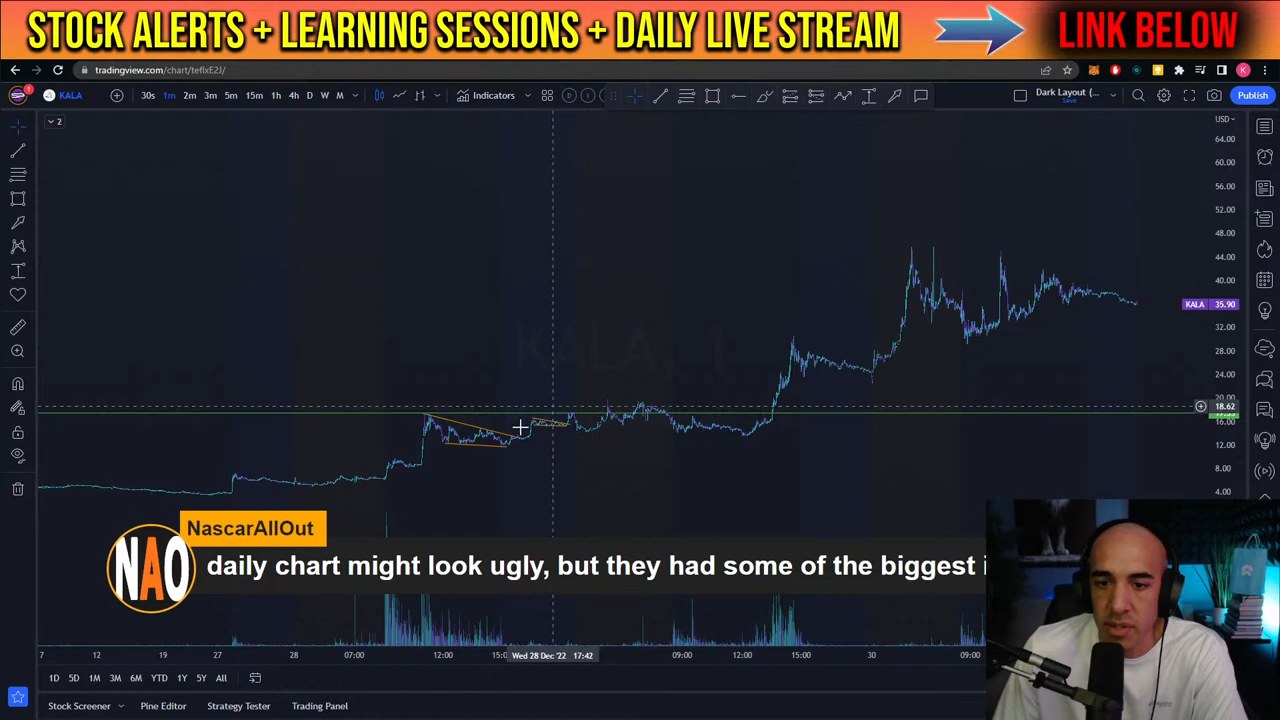 STOCK ALERTS + LEARNING SESSIONS + DAILY LIVE STREAM
LINK BELOW
tradingview.com/chart/teflxE2J/
KALA
30s 1m 2m 3m 5m 15m 1h 4h D W M
Indicators
Dark Layout (...
Save
Publish
2
USD
64.00
60.00
56.00
52.00
48.00
44.00
40.00
KALA 35.90
32.00
28.00
24.00
20.00
18.62
16.00
12.00
8.00
4.00
KALA, 1
NascarAllOut
NAO
daily chart might look ugly, but they had some of the biggest i
7 12 19 27 28 07:00 12:00 15:0 Wed 28 Dec '22 17:42 09:00 12:00 15:00 30 09:00
1D 5D 1M 3M 6M YTD 1Y 5Y All
Stock Screener Pine Editor Strategy Tester Trading Panel